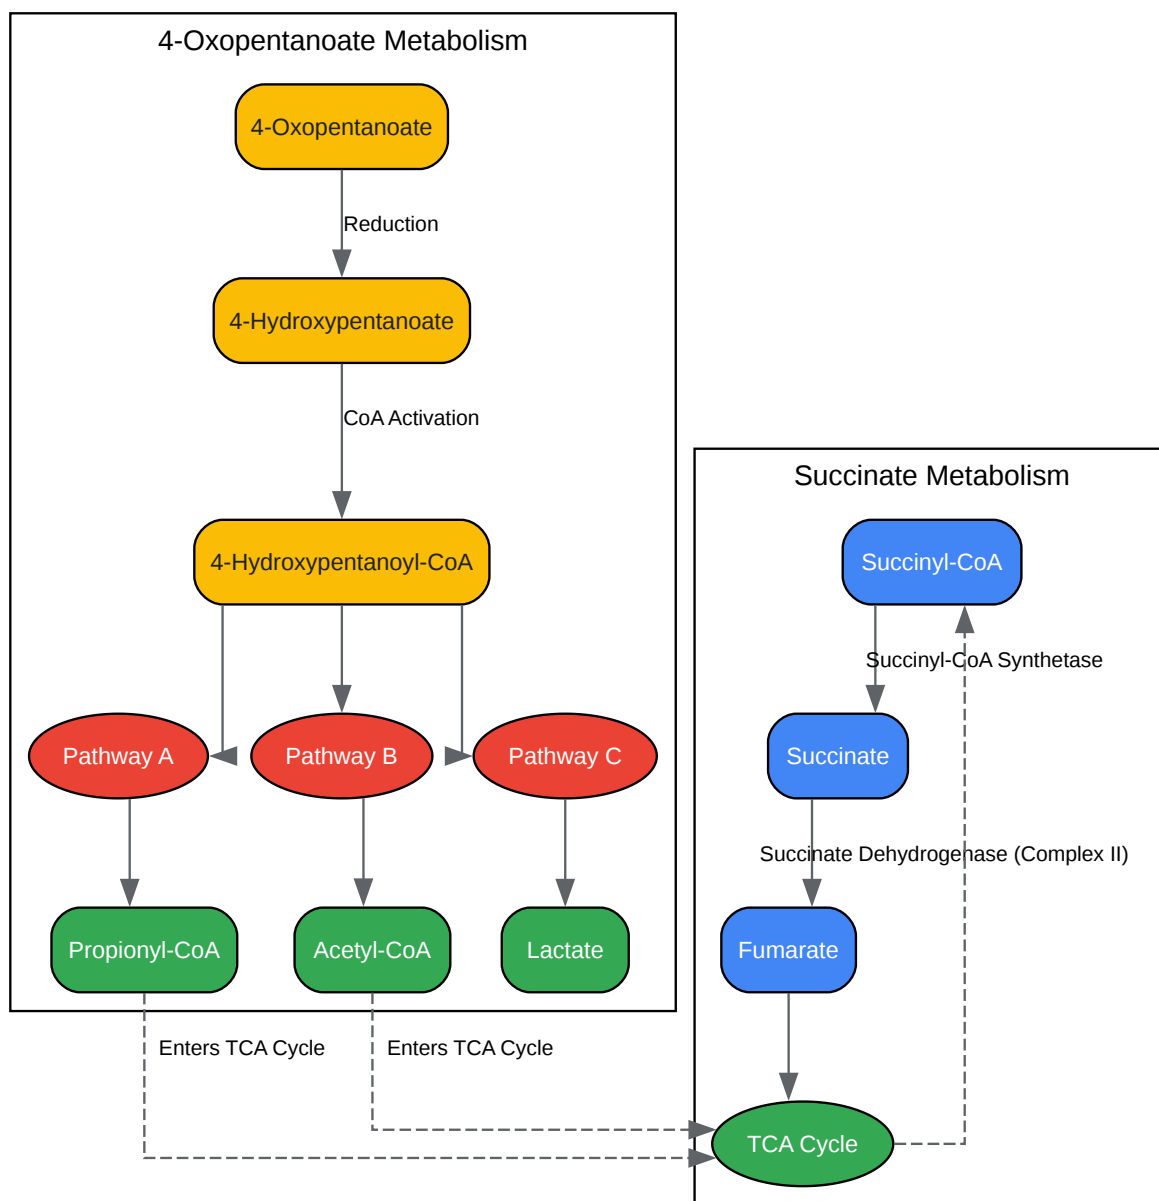 4-Oxopentanoate Metabolism
4-Oxopentanoate
Reduction
4-Hydroxypentanoate
CoA Activation
4-Hydroxypentanoyl-CoA
Pathway A
Pathway B
Pathway C
Propionyl-CoA
Acetyl-CoA
Lactate
Enters TCA Cycle
Enters TCA Cycle
Succinate Metabolism
Succinyl-CoA
Succinyl-CoA Synthetase
Succinate
Succinate Dehydrogenase (Complex II)
Fumarate
TCA Cycle